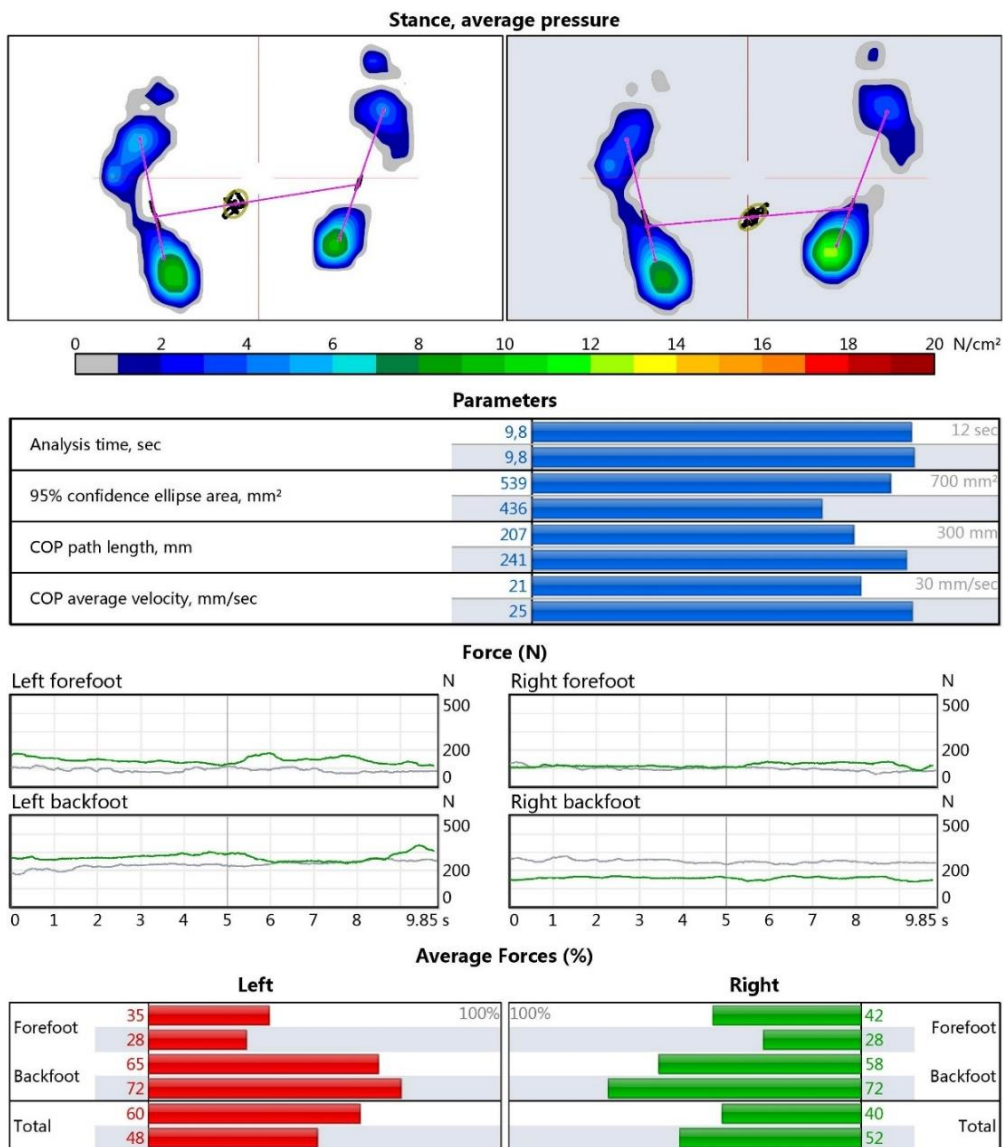 Stance, average pressure
0 2 4 6 8 10 12 14 16 18 20 N/cm²
Parameters
Analysis time, sec 9,8 12 sec
9,8
95% confidence ellipse area, mm² 539 700 mm²
436
COP path length, mm 207 300 mm
241
COP average velocity, mm/sec 21 30 mm/sec
25
Force (N)
Left forefoot N Right forefoot N
500 500
200 200
0 0
Left backfoot N Right backfoot N
500 500
200 200
0 0
0 1 2 3 4 5 6 7 8 9.85 s 0 1 2 3 4 5 6 7 8 9.85 s
Average Forces (%)
Left Right
Forefoot 35 100% 100% 42 Forefoot
28 28
Backfoot 65 58 Backfoot
72 72
Total 60 40 Total
48 52